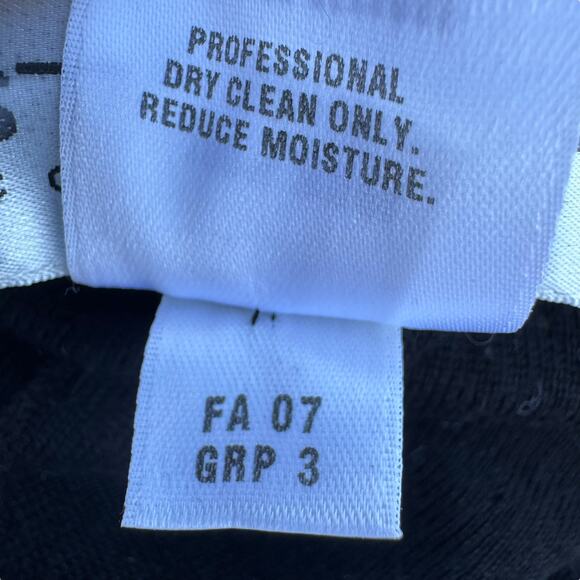 PROFESSIONAL
DRY CLEAN ONLY.
REDUCE MOISTURE.
FA 07
GRP 3